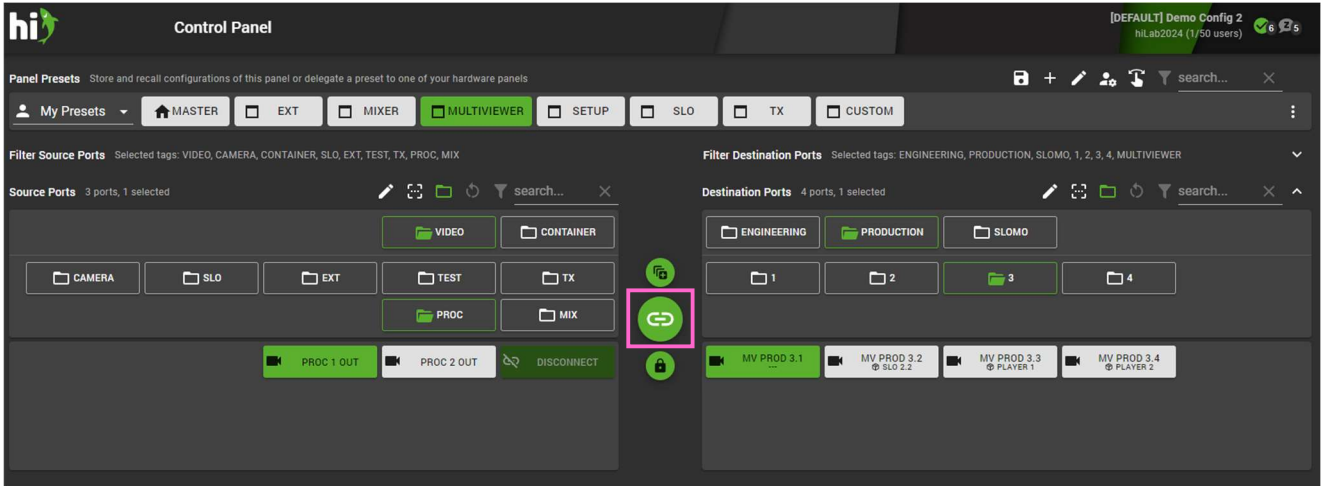 hi
Control Panel
[DEFAULT] Demo Config 2
hiLab2024 (1/50 users)
6 5
Panel Presets Store and recall configurations of this panel or delegate a preset to one of your hardware panels
search...
My Presets MASTER EXT MIXER MULTIVIEWER SETUP SLO TX CUSTOM
Filter Source Ports Selected tags: VIDEO, CAMERA, CONTAINER, SLO, EXT, TEST, TX, PROC, MIX
Filter Destination Ports Selected tags: ENGINEERING, PRODUCTION, SLOMO, 1, 2, 3, 4, MULTIVIEWER
Source Ports 3 ports, 1 selected
search...
Destination Ports 4 ports, 1 selected
search...
VIDEO CONTAINER
ENGINEERING PRODUCTION SLOMO
CAMERA SLO EXT TEST TX
1 2 3 4
PROC MIX
PROC 1 OUT PROC 2 OUT DISCONNECT
MV PROD 3.1
---
MV PROD 3.2
SLO 2.2
MV PROD 3.3
PLAYER 1
MV PROD 3.4
PLAYER 2